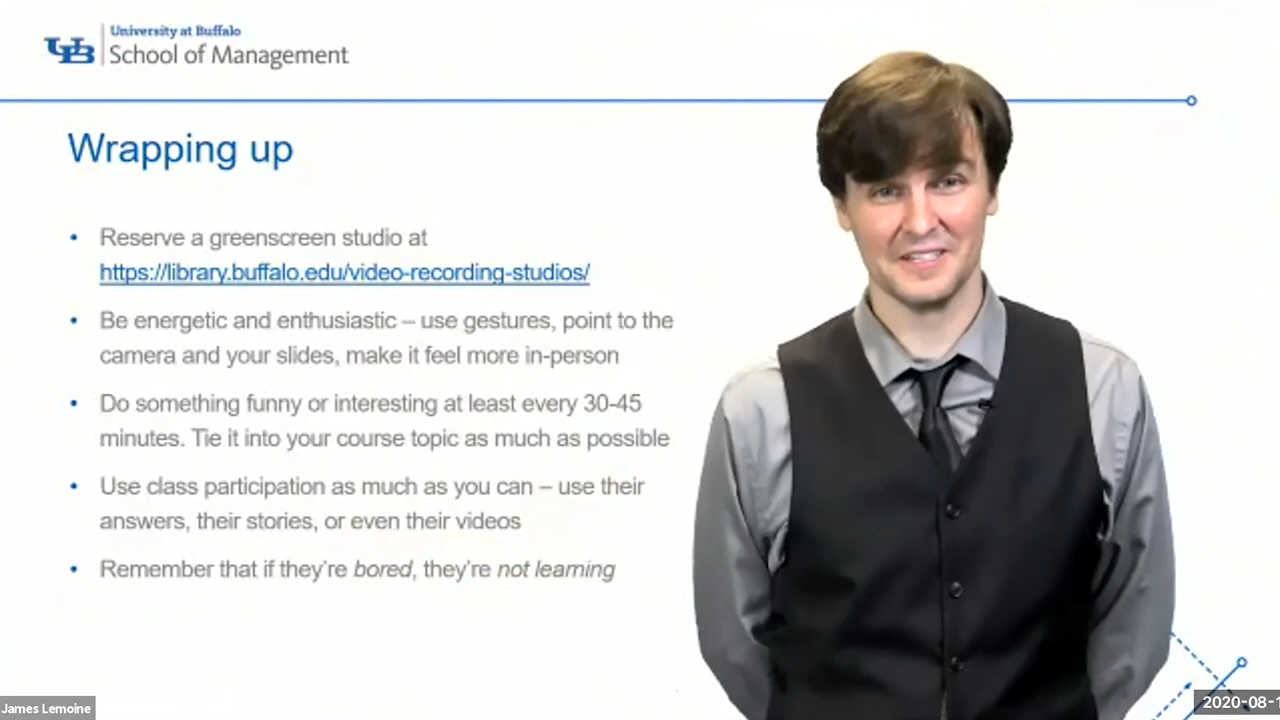 University at Buffalo
School of Management
Wrapping up
• Reserve a greenscreen studio at
https://library.buffalo.edu/video-recording-studios/
• Be energetic and enthusiastic – use gestures, point to the
camera and your slides, make it feel more in-person
• Do something funny or interesting at least every 30-45
minutes. Tie it into your course topic as much as possible
• Use class participation as much as you can – use their
answers, their stories, or even their videos
• Remember that if they’re bored, they’re not learning
James Lemoine
2020-08-1